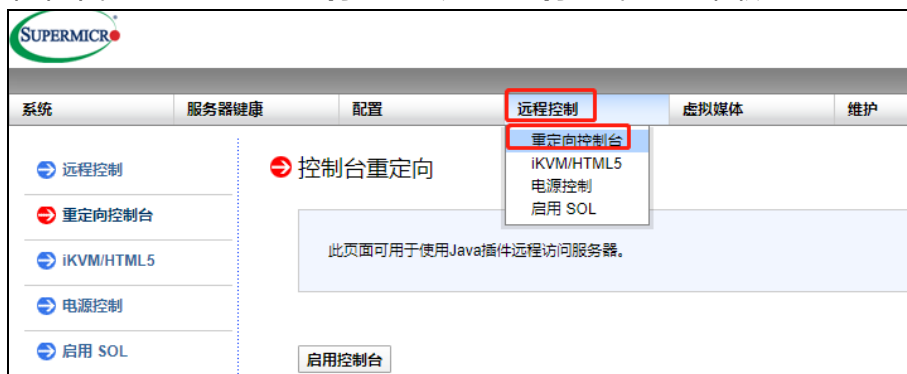 SUPERMICR
系统 服务器健康 配置 远程控制 虚拟媒体 维护
重定向控制台
iKVM/HTML5
电源控制
启用 SOL
远程控制
重定向控制台
iKVM/HTML5
电源控制
启用 SOL
控制台重定向
此页面可用于使用Java插件远程访问服务器。
启用控制台